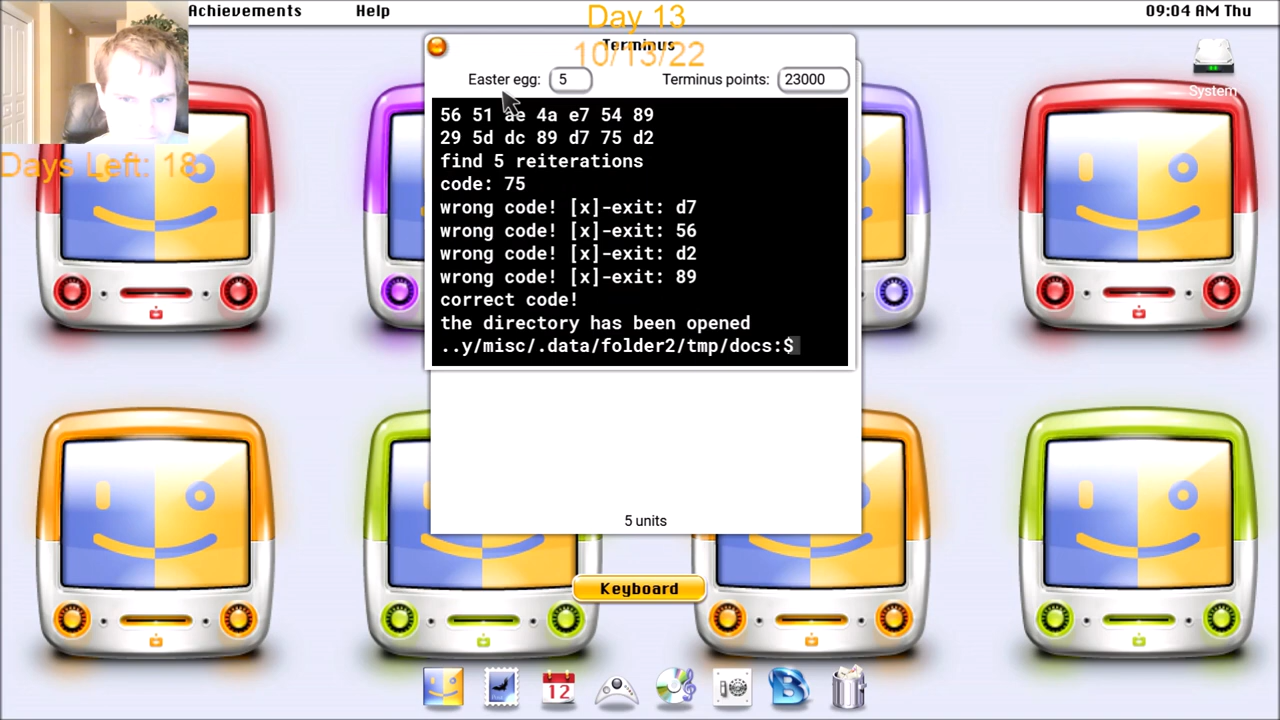 Achievements
Help
Day 13
09:04 AM Thu
Terminus
10/13/22
Easter egg: 5
Terminus points: 23000
System
56 51 ae 4a e7 54 89
29 5d dc 89 d7 75 d2
find 5 reiterations
code: 75
wrong code! [x]-exit: d7
wrong code! [x]-exit: 56
wrong code! [x]-exit: d2
wrong code! [x]-exit: 89
correct code!
the directory has been opened
..y/misc/.data/folder2/tmp/docs:$
Days Left: 18
5 units
Keyboard
12